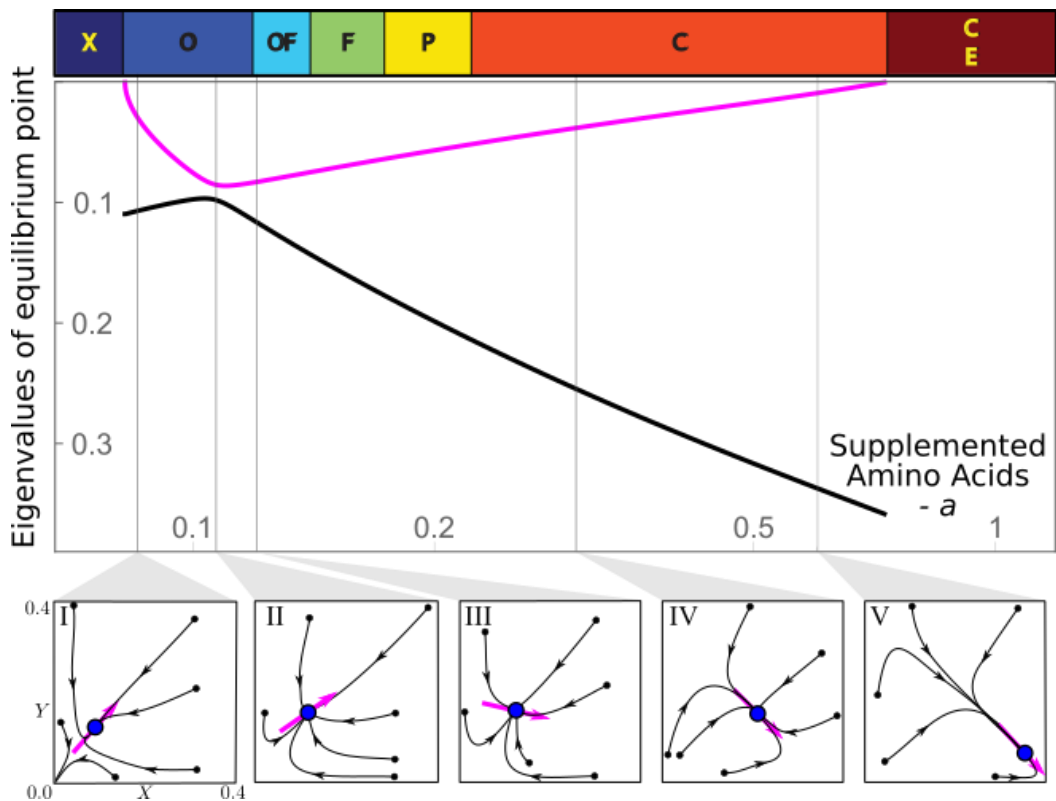 X O OF F P C C
E
Eigenvalues of equilibrium point
0.1
0.2
0.3
Supplemented
Amino Acids
- a
0.1 0.2 0.5 1
I II III IV V
0.4
Y
0.0
X 0.4